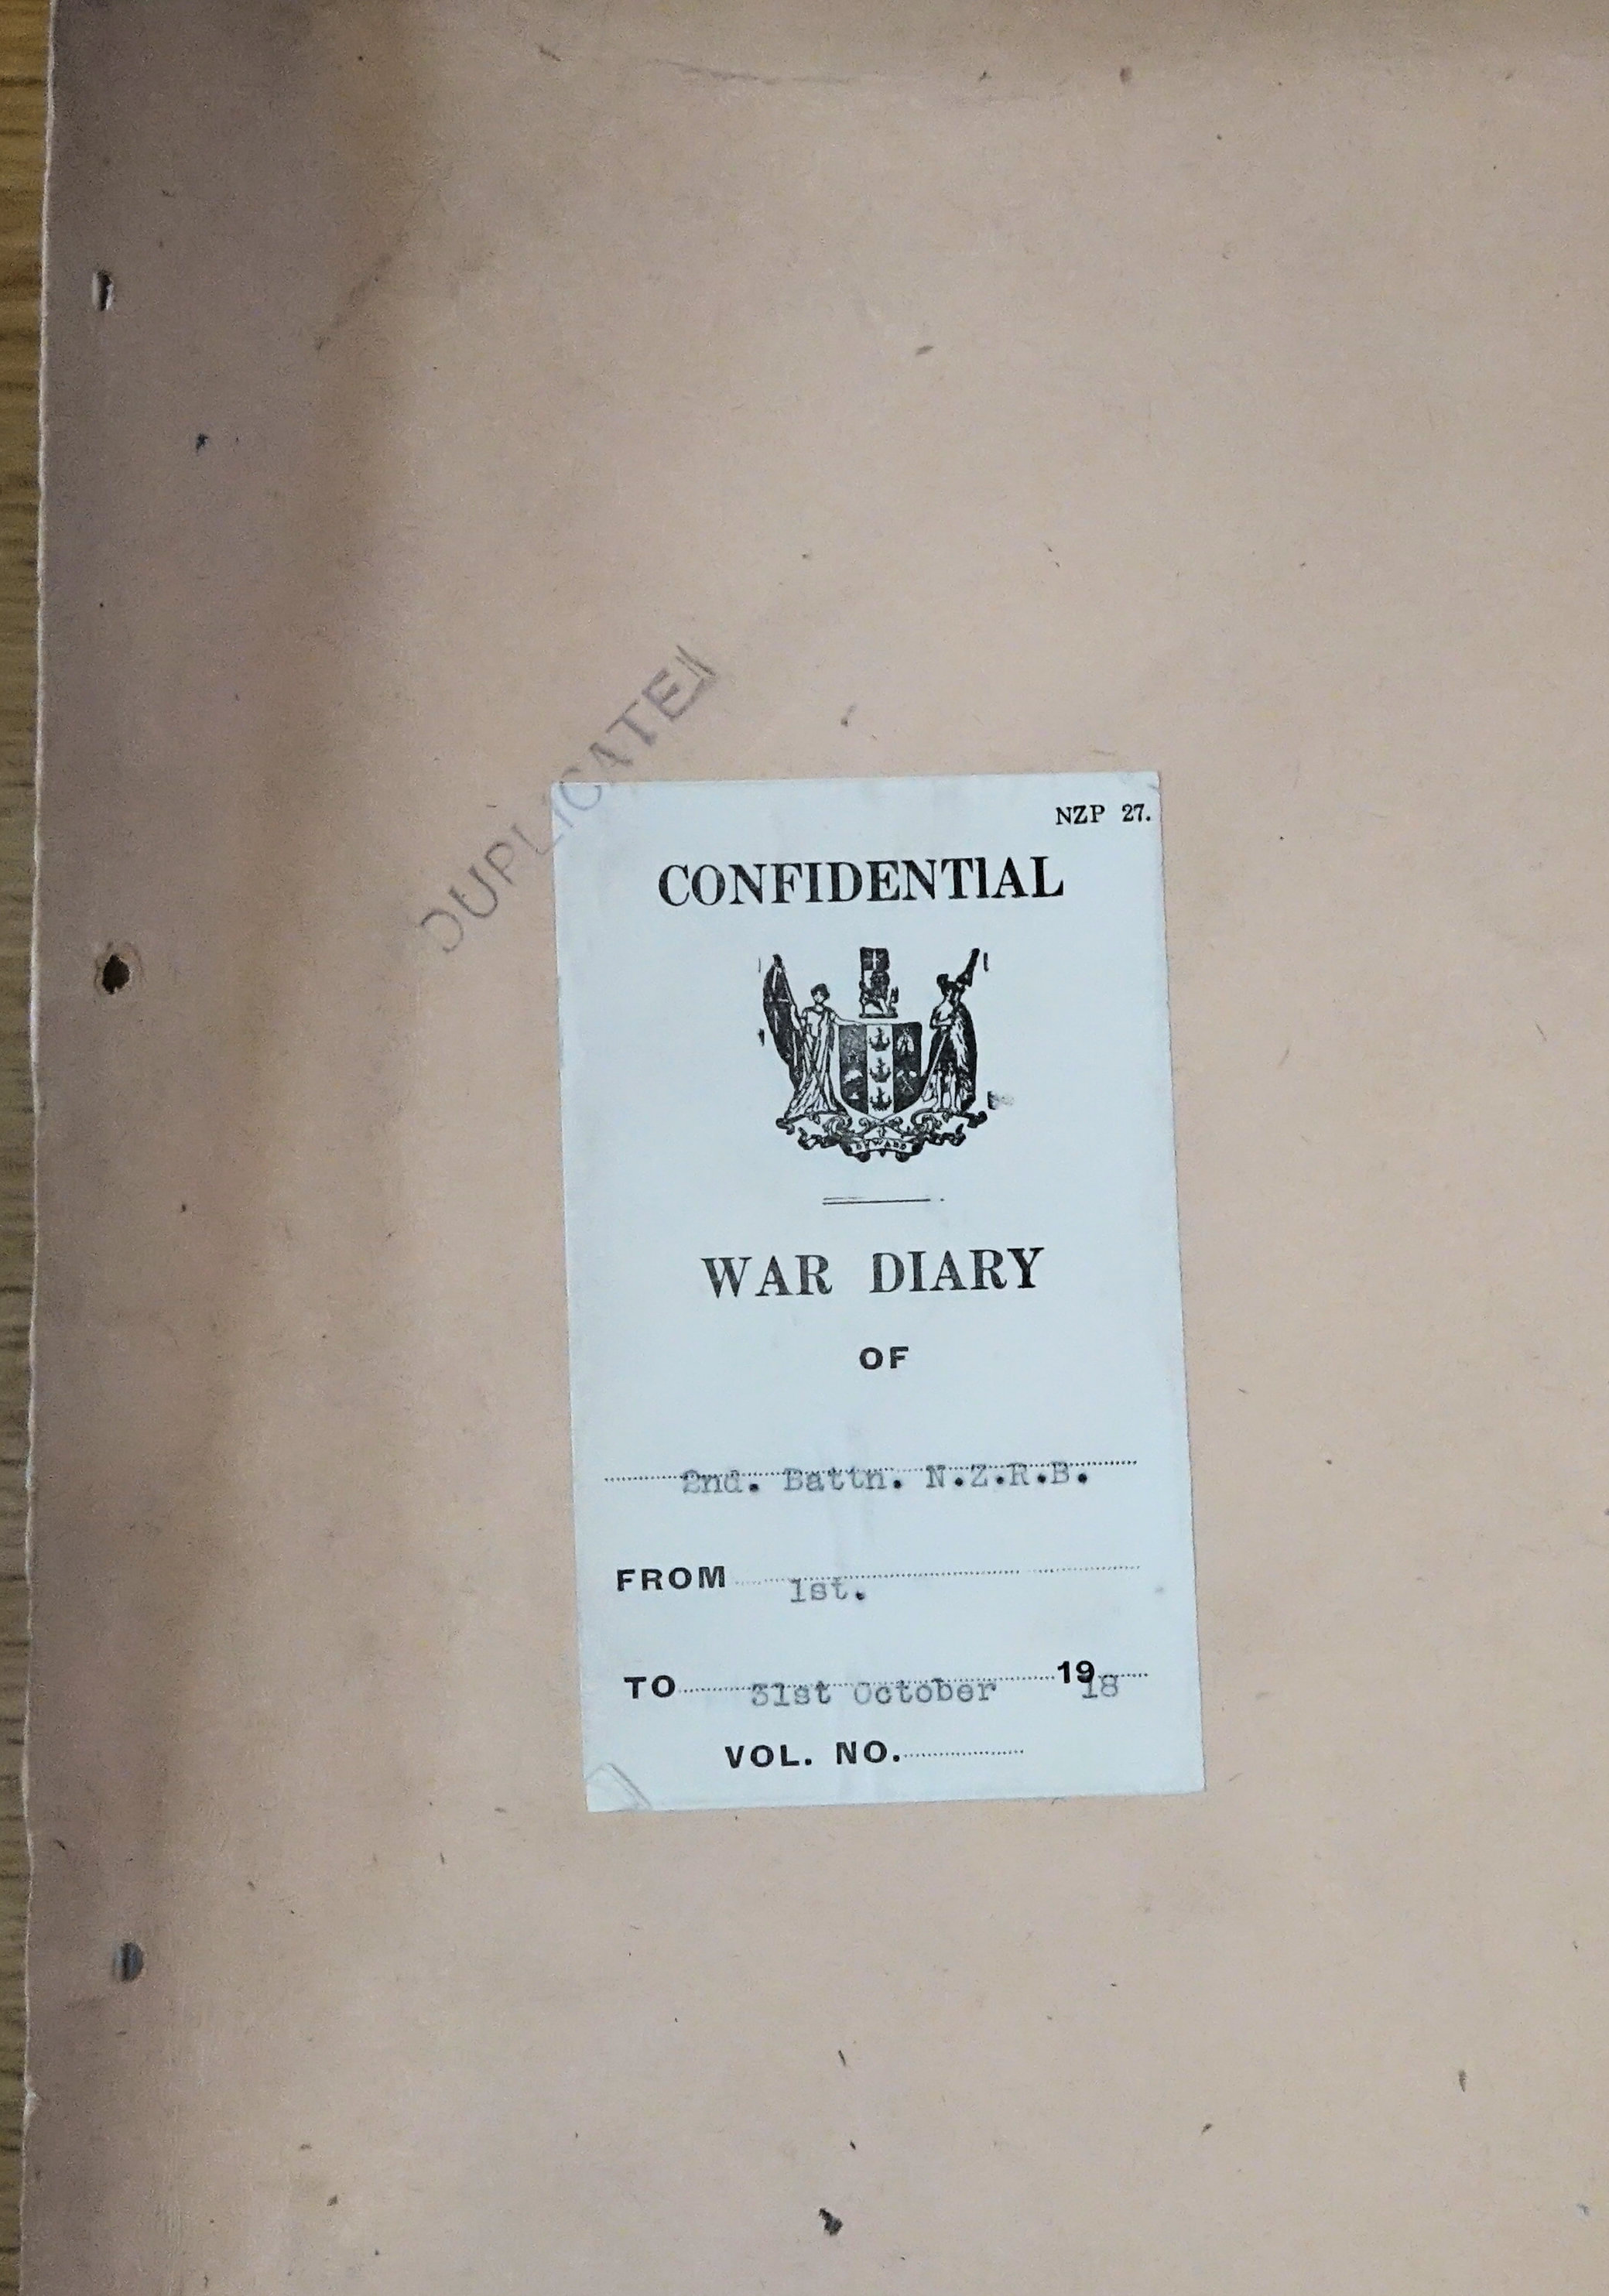 DUPLICATE
NZP 27.
CONFIDENTIAL
WAR DIARY
OF
2nd. Battn. N.Z.R.B.
FROM 1st.
TO 31st October 1918
VOL. NO.